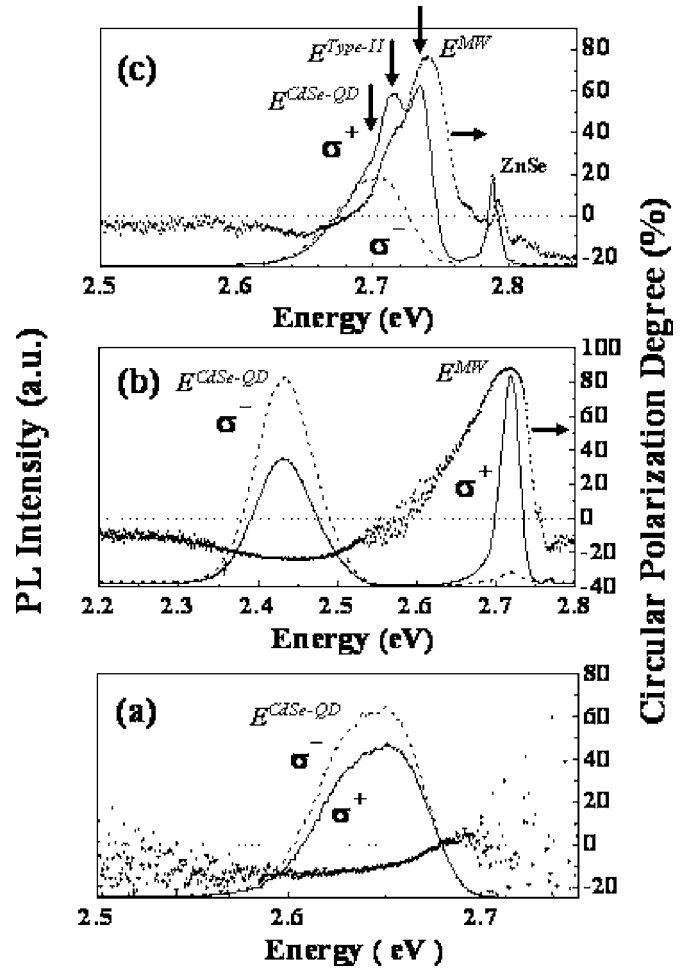 (c)
E^Type-II
E^MW
E^CdSe-QD
σ^+
σ^-
ZnSe
80
60
40
20
0
-20
2.5 2.6 2.7 2.8
Energy (eV)
(b)
E^CdSe-QD
E^MW
σ^-
σ^+
100
80
60
40
20
0
-20
-40
2.2 2.3 2.4 2.5 2.6 2.7 2.8
Energy (eV)
(a)
E^CdSe-QD
σ^-
σ^+
80
60
40
20
0
-20
2.5 2.6 2.7
Energy ( eV )
PL Intensity (a.u.)
Circular Polarization Degree (%)